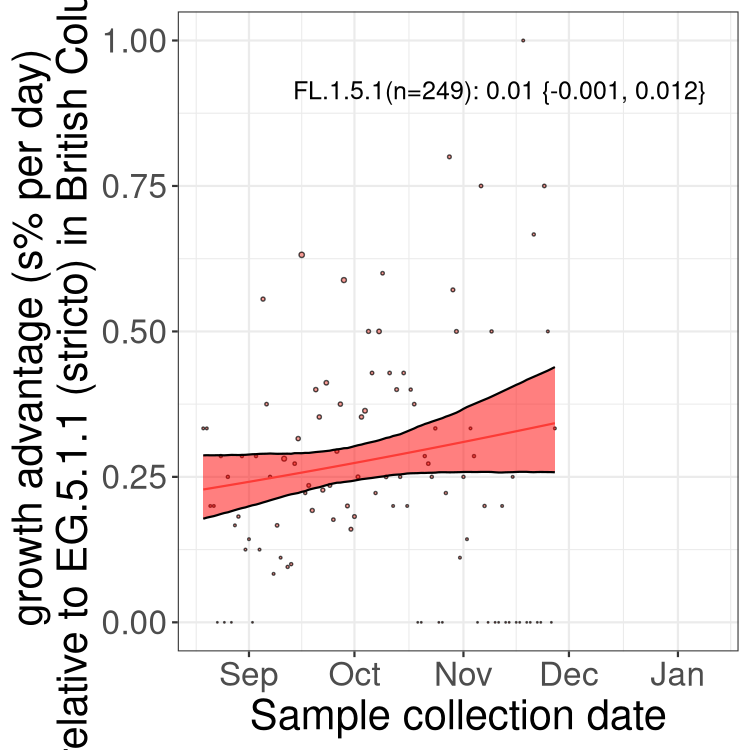 growth advantage (s% per day)
relative to EG.5.1.1 (stricto) in British Colu
1.00
0.75
0.50
0.25
0.00
FL.1.5.1(n=249): 0.01 {-0.001, 0.012}
Sep Oct Nov Dec Jan
Sample collection date